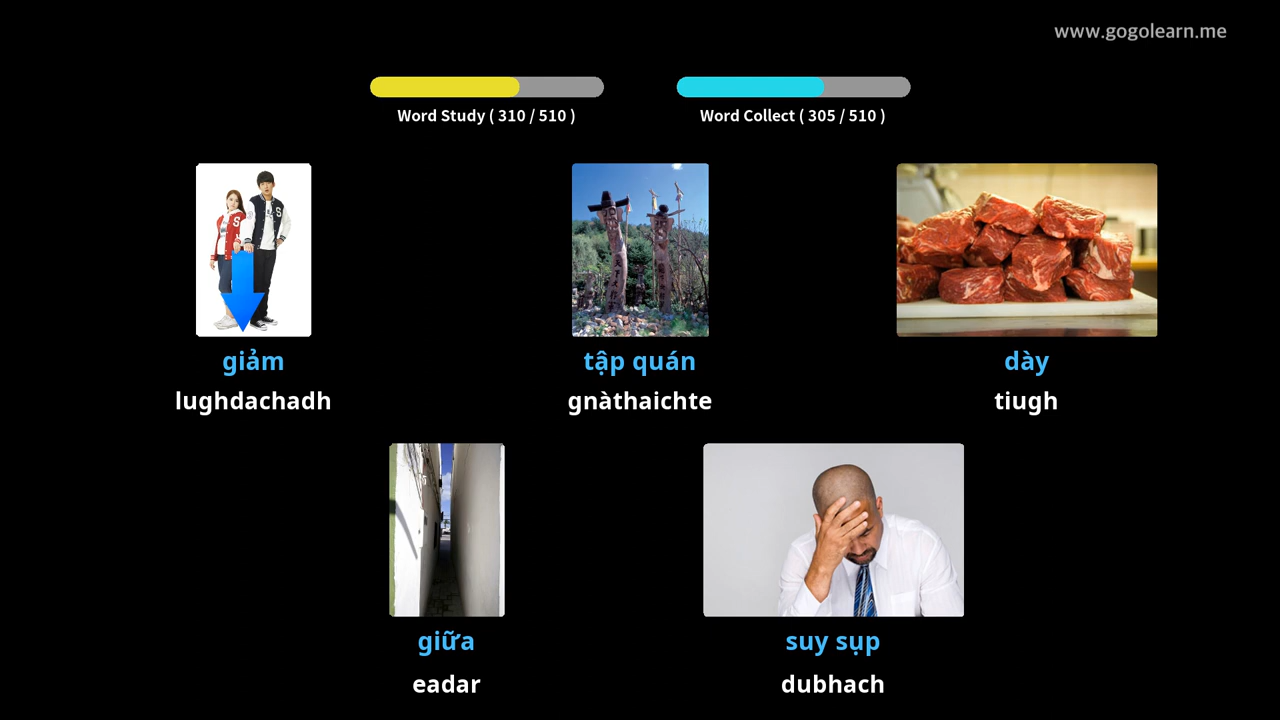 www.gogolearn.me
Word Study ( 310 / 510 )
Word Collect ( 305 / 510 )
giảm
lughdachadh
tập quán
gnàthaichte
dày
tiugh
giữa
eadar
suy sụp
dubhach